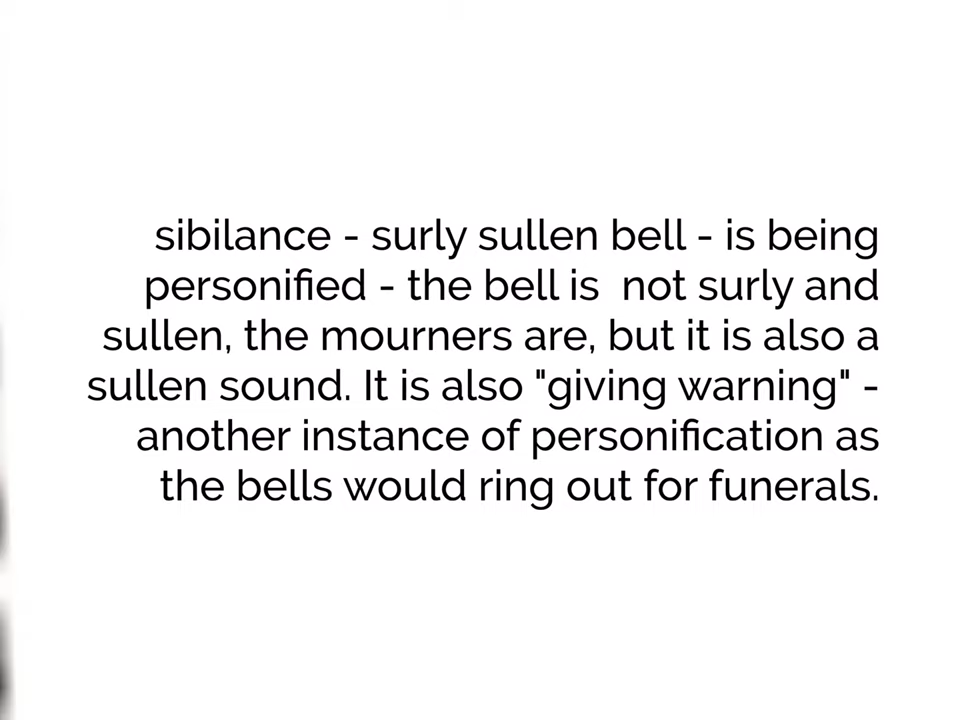 sibilance - surly sullen bell - is being
personified - the bell is  not surly and
sullen, the mourners are, but it is also a
sullen sound. It is also "giving warning" -
another instance of personification as
the bells would ring out for funerals.